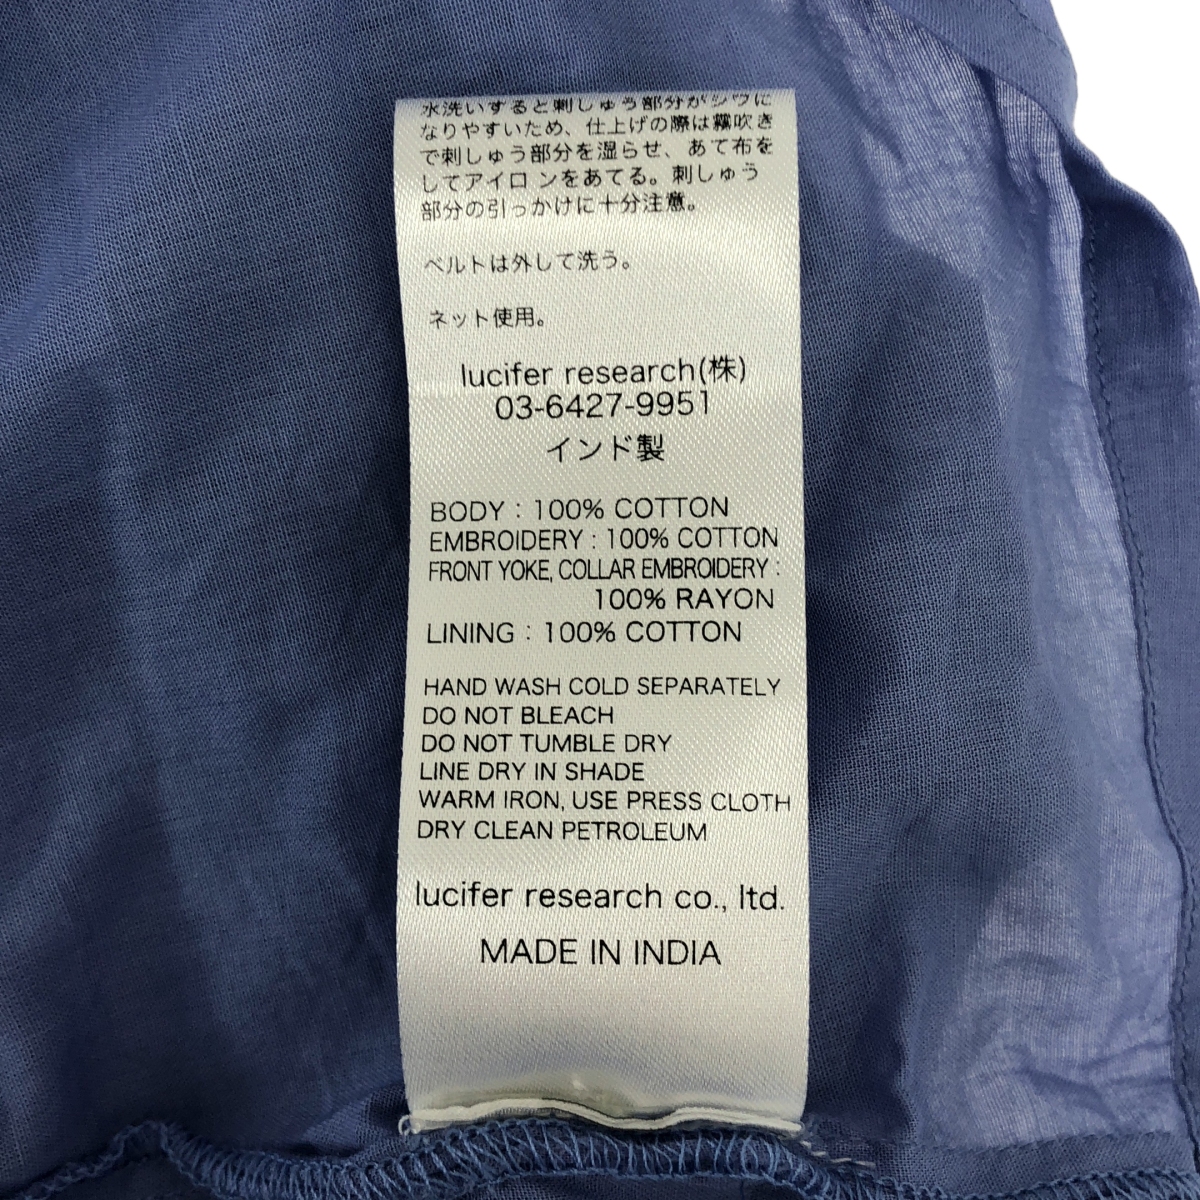 水洗いすると刺しゅう部分がシワに
なりやすいため、仕上げの際は霧吹き
で刺しゅう部分を湿らせ、あて布を
してアイロンをあてる。刺しゅう
部分の引っかけに十分注意。
ベルトは外して洗う。
ネット使用。
lucifer research(株)
03-6427-9951
インド製
BODY : 100% COTTON
EMBROIDERY : 100% COTTON
FRONT YOKE, COLLAR EMBROIDERY :
100% RAYON
LINING : 100% COTTON
HAND WASH COLD SEPARATELY
DO NOT BLEACH
DO NOT TUMBLE DRY
LINE DRY IN SHADE
WARM IRON, USE PRESS CLOTH
DRY CLEAN PETROLEUM
lucifer research co., ltd.
MADE IN INDIA